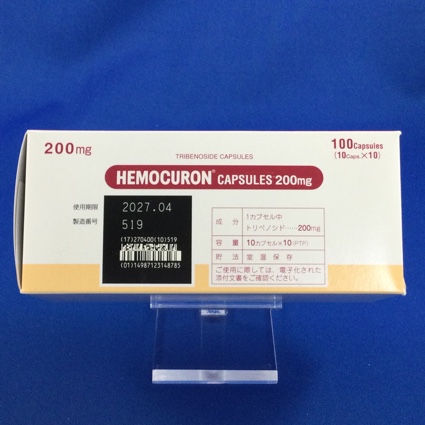 200mg
100Capsules
(10Caps.×10)
TRIBENOSIDE CAPSULES
HEMOCURON® CAPSULES 200mg
使用期限 2027.04
製造番号 519
(17)270400(10)519
(01)14987123148785
成分 1カプセル中
トリベノシド……200mg
容量 10カプセル×10(PTP)
貯法 室温保存
ご使用に際しては、電子化された
添付文書をご確認ください。